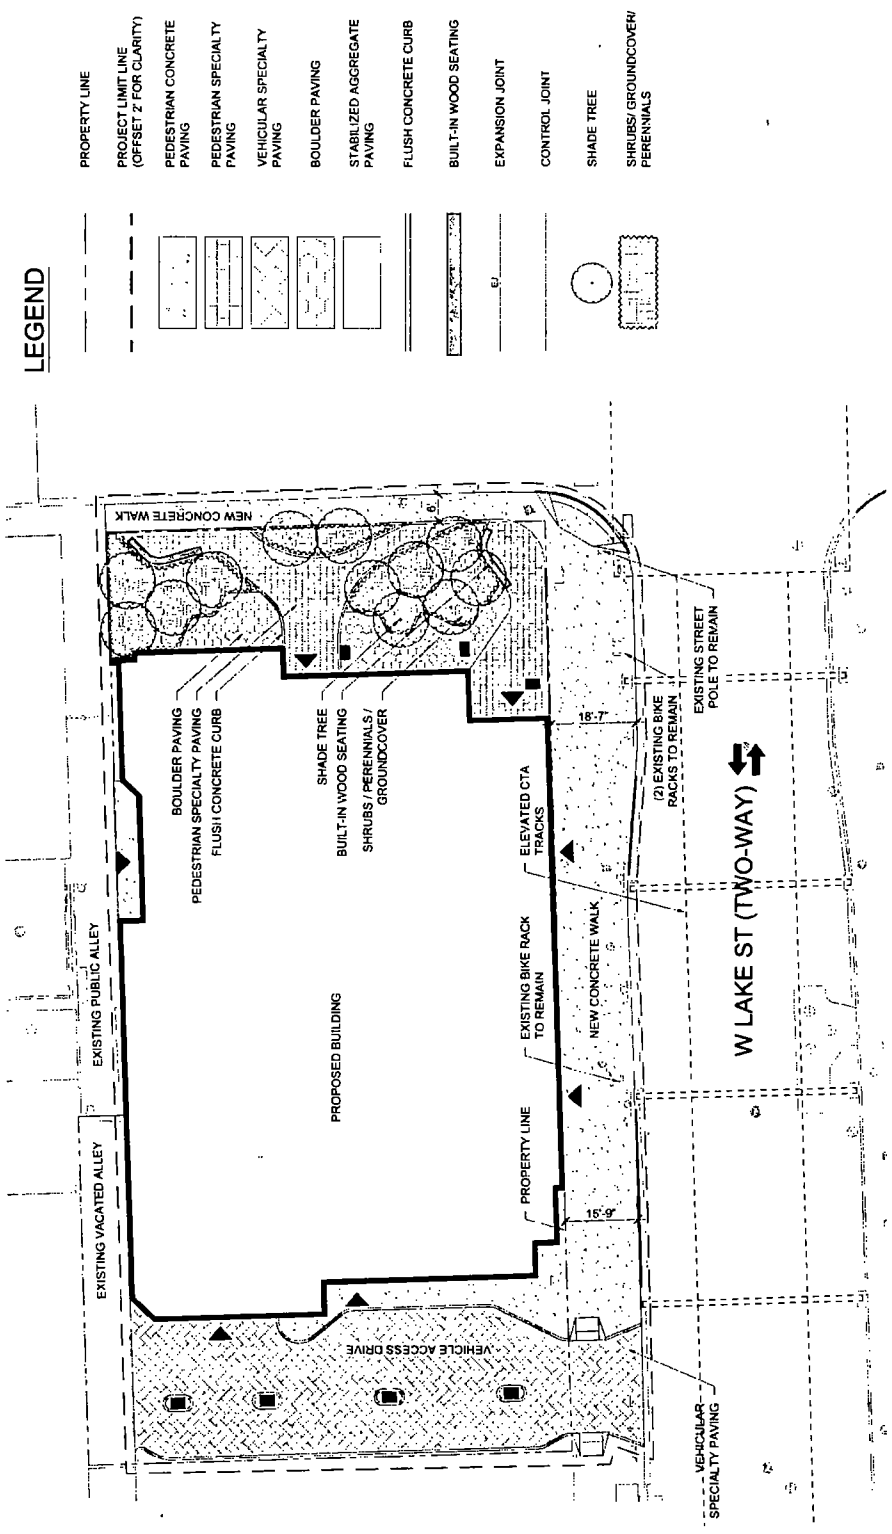 LEGEND
PROPERTY LINE
PROJECT LIMIT LINE
(OFFSET 2' FOR CLARITY)
PEDESTRIAN CONCRETE
PAVING
PEDESTRIAN SPECIALTY
PAVING
VEHICULAR SPECIALTY
PAVING
BOULDER PAVING
STABILIZED AGGREGATE
PAVING
FLUSH CONCRETE CURB
BUILT-IN WOOD SEATING
EJ
EXPANSION JOINT
CONTROL JOINT
SHADE TREE
SHRUBS/ GROUNDCOVER/
PERENNIALS
EXISTING VACATED ALLEY
EXISTING PUBLIC ALLEY
NEW CONCRETE WALK
6'
EJ
BOULDER PAVING
PEDESTRIAN SPECIALTY PAVING
FLUSH CONCRETE CURB
SHADE TREE
BUILT-IN WOOD SEATING
SHRUBS / PERENNIALS /
GROUNDCOVER
PROPOSED BUILDING
VEHICLE ACCESS DRIVE
PROPERTY LINE
EXISTING BIKE RACK
TO REMAIN
ELEVATED CTA
TRACKS
15'-9"
NEW CONCRETE WALK
18'-7"
(2) EXISTING BIKE
RACKS TO REMAIN
EXISTING STREET
POLE TO REMAIN
VEHICULAR
SPECIALTY PAVING
W LAKE ST (TWO-WAY)